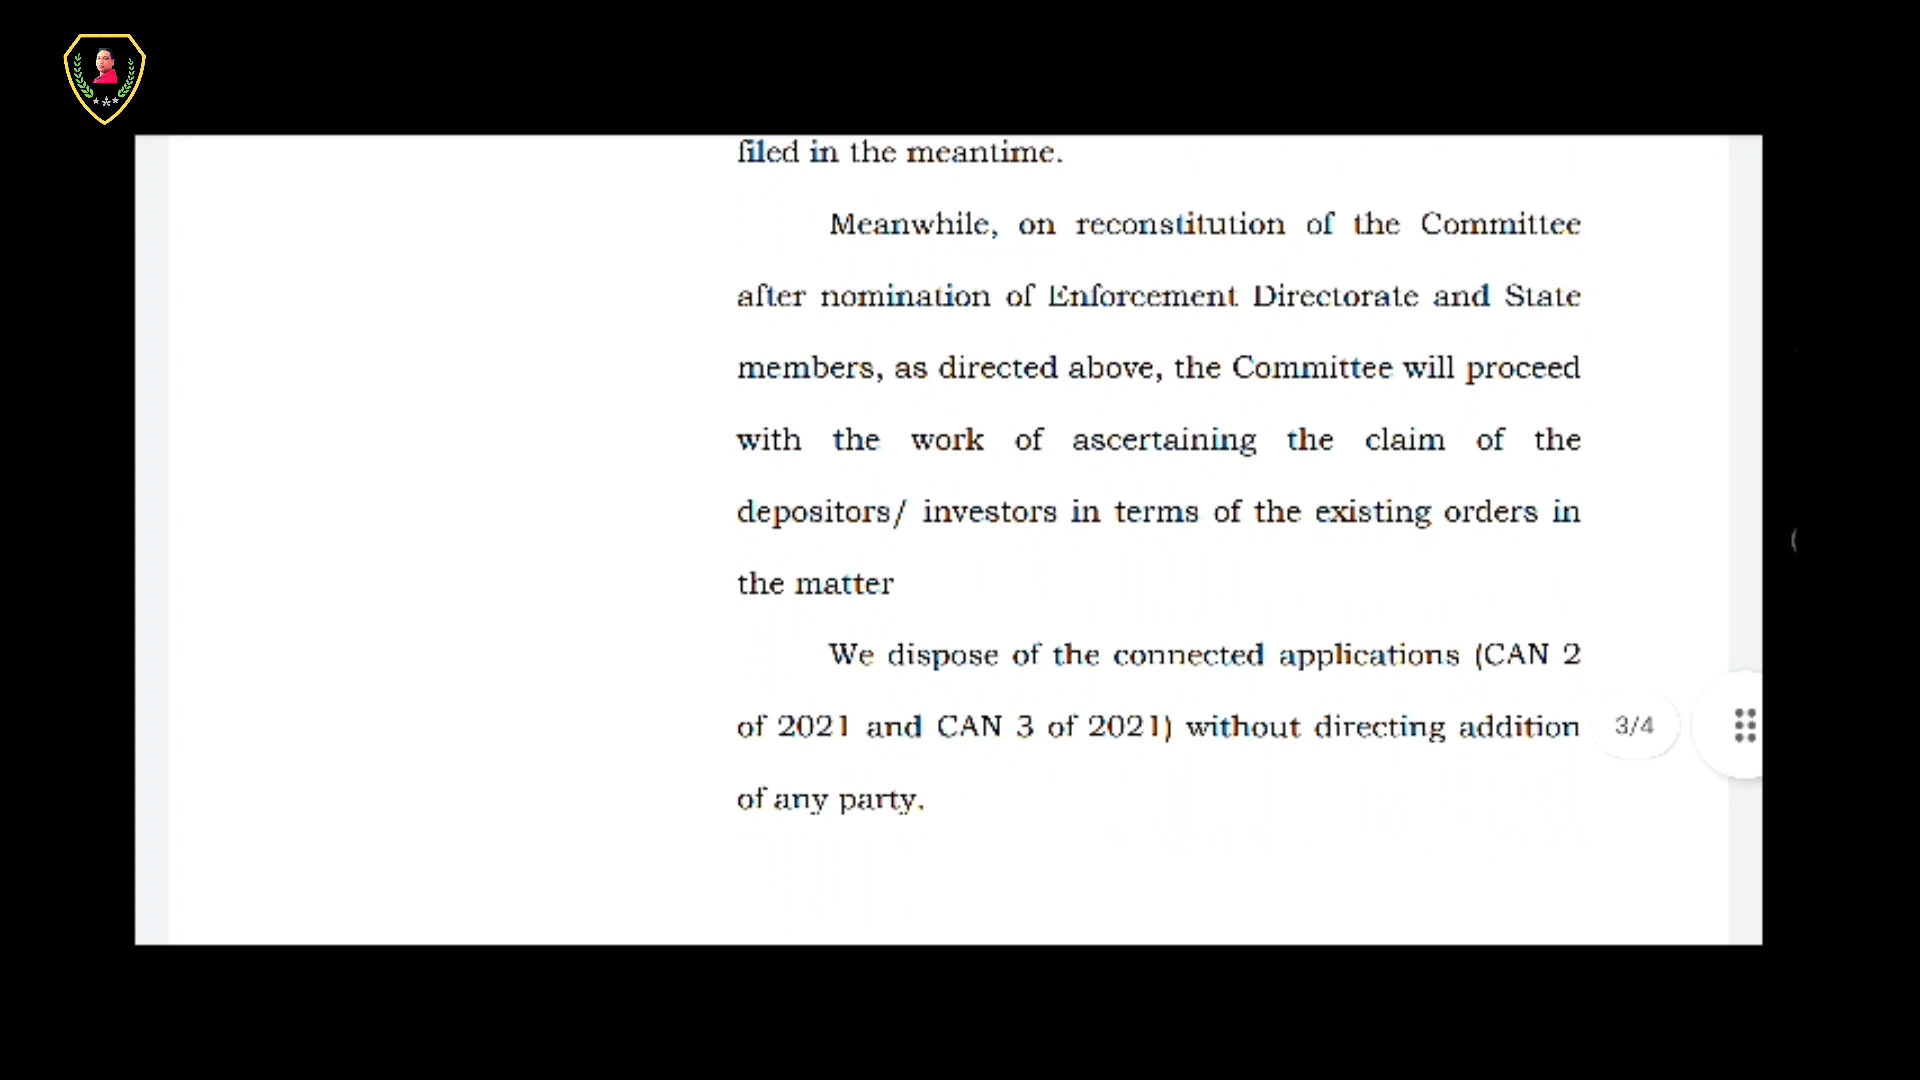 filed in the meantime.
Meanwhile, on reconstitution of the Committee
after nomination of Enforcement Directorate and State
members, as directed above, the Committee will proceed
with the work of ascertaining the claim of the
depositors/ investors in terms of the existing orders in
the matter
We dispose of the connected applications (CAN 2
of 2021 and CAN 3 of 2021) without directing addition
of any party.
3/4